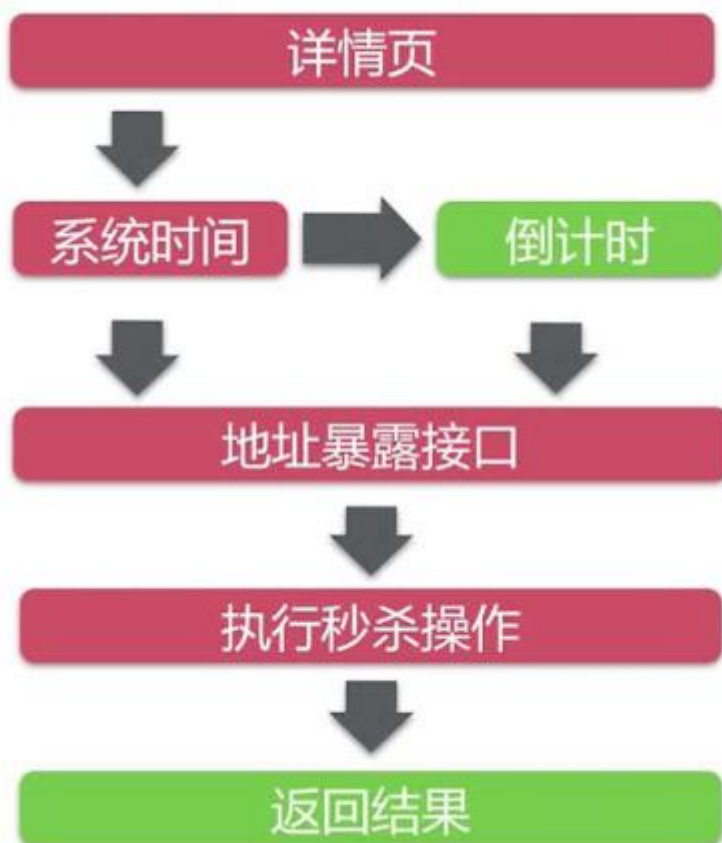 详情页
系统时间
倒计时
地址暴露接口
执行秒杀操作
返回结果